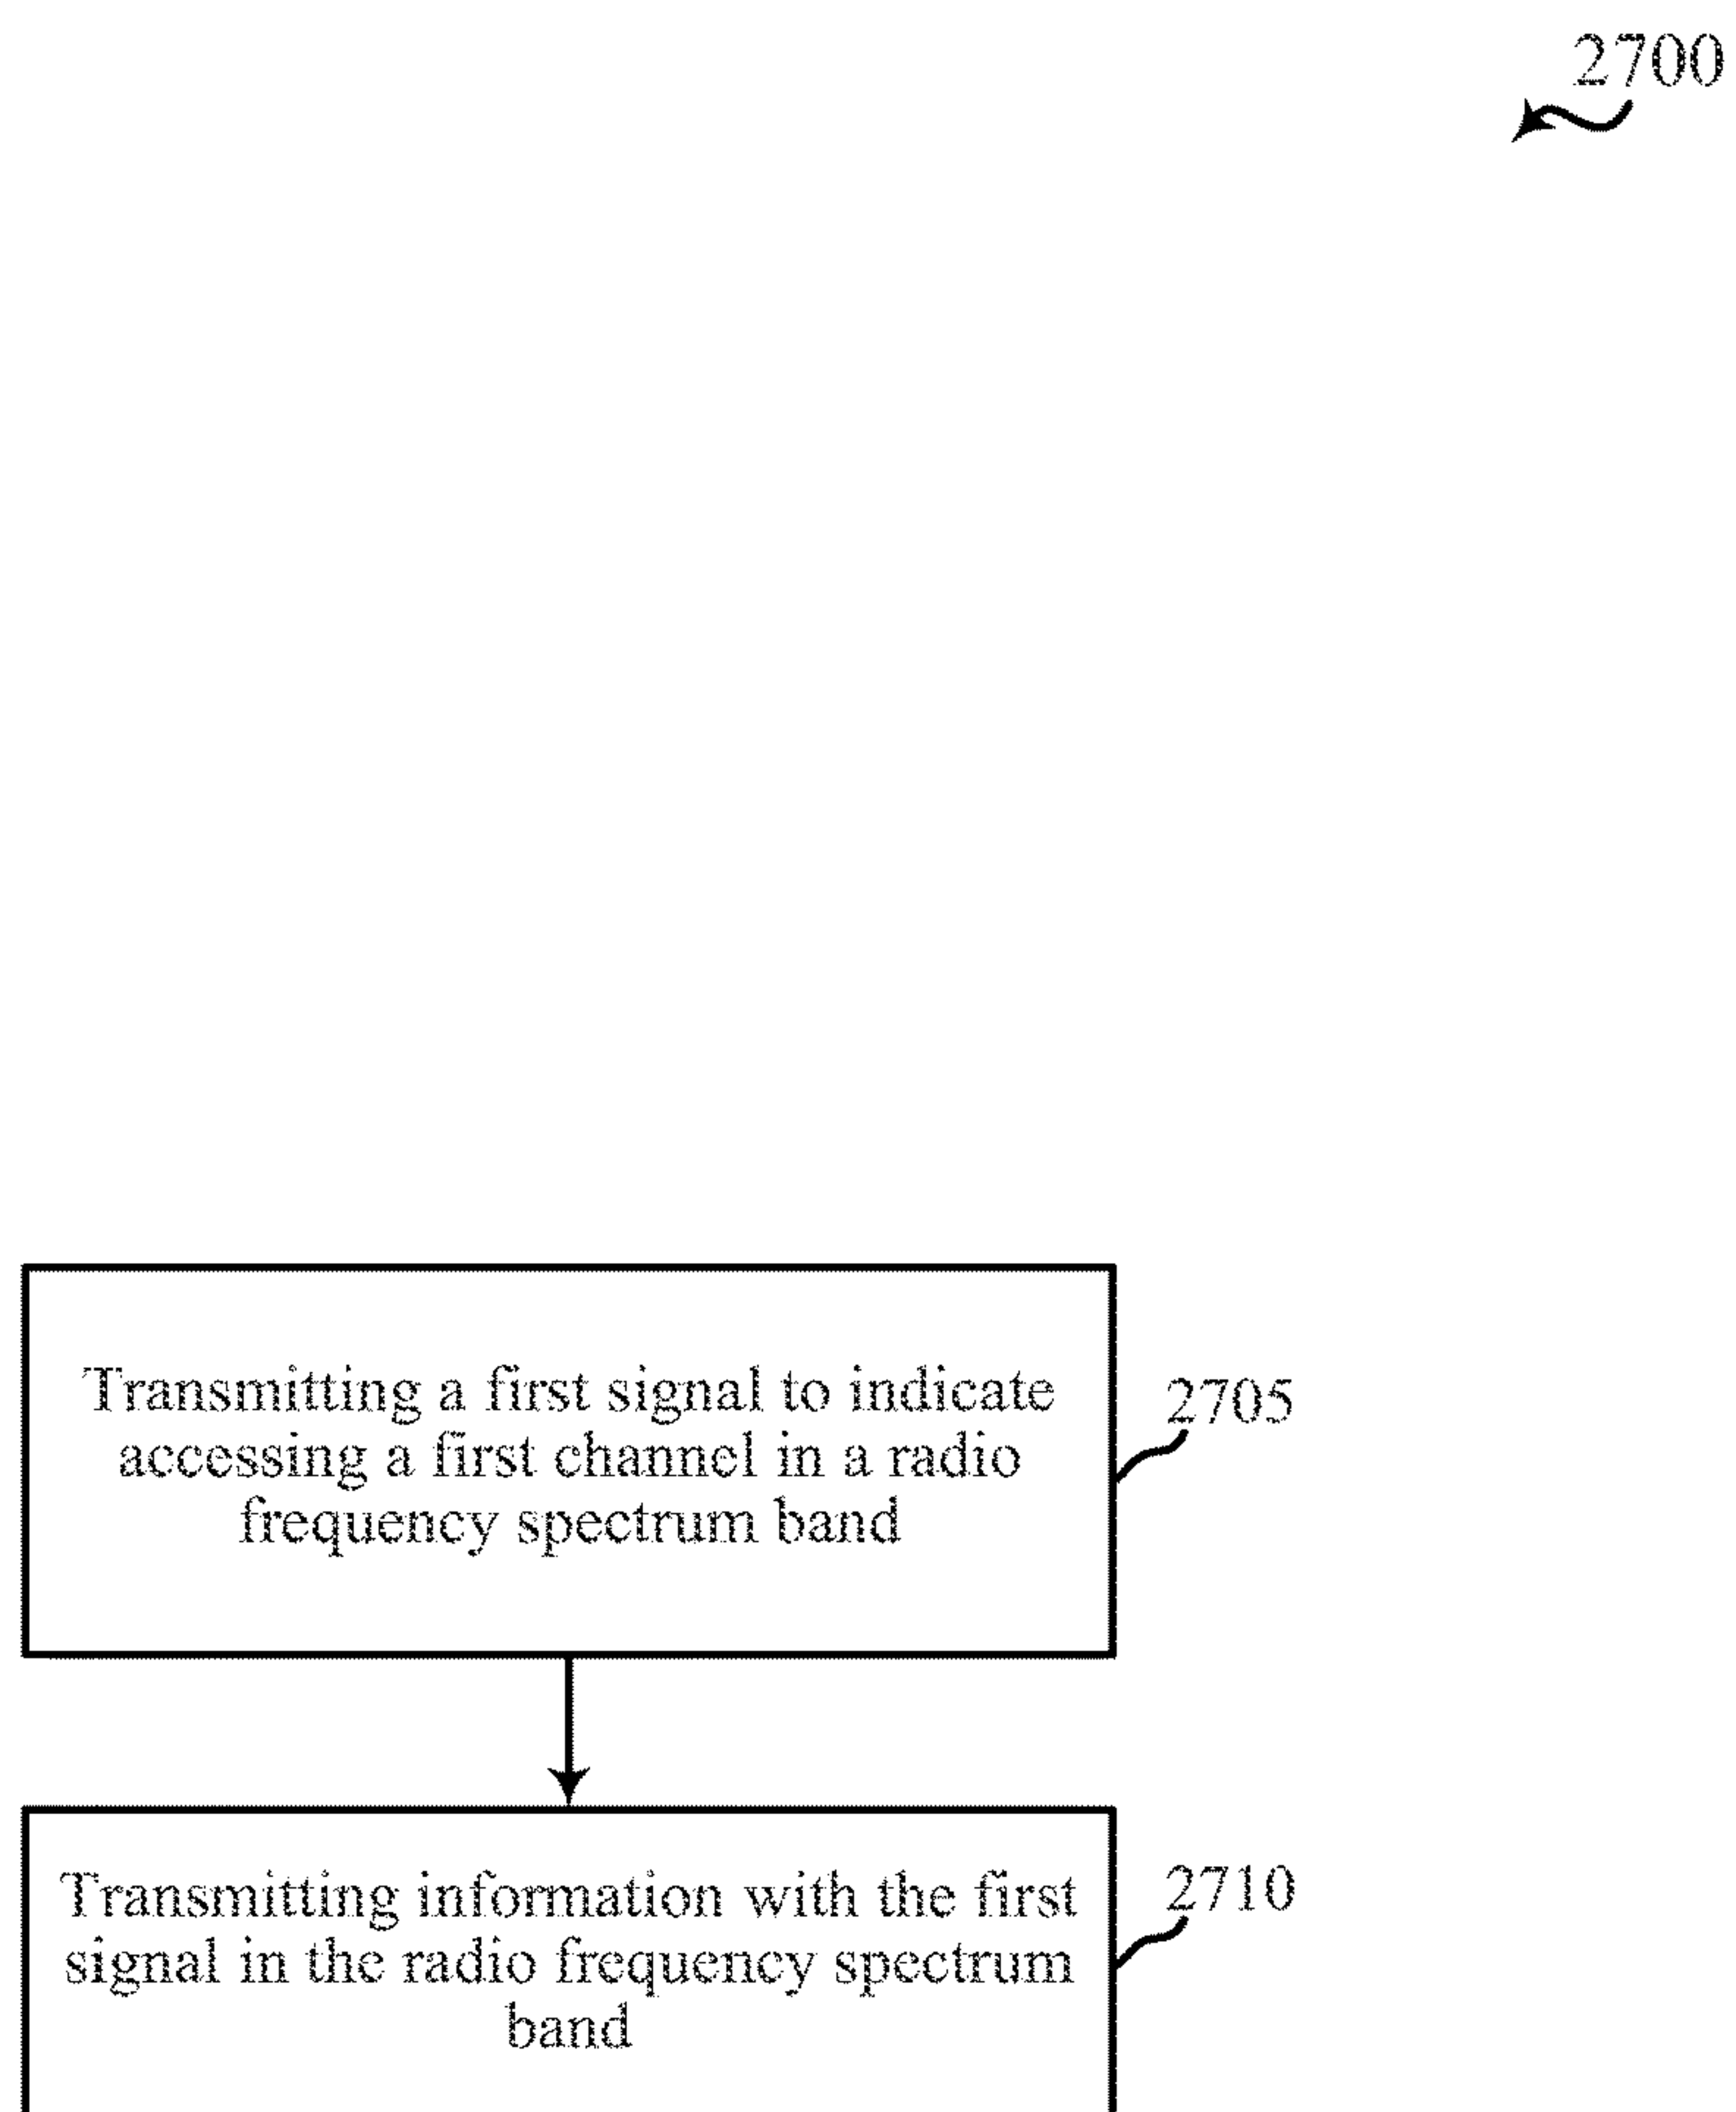 2700
Transmitting a first signal to indicate
accessing a first channel in a radio
frequency spectrum band
2705
Transmitting information with the first
signal in the radio frequency spectrum
band
2710